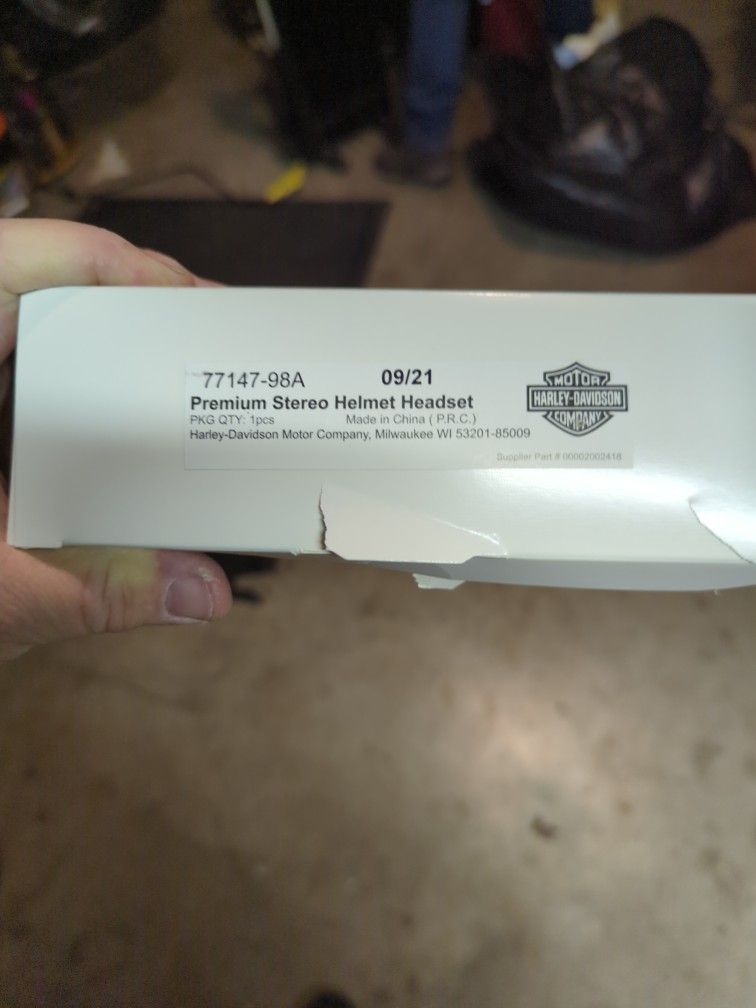 77147-98A 09/21
Premium Stereo Helmet Headset
PKG QTY: 1pcs Made in China ( P.R.C.)
Harley-Davidson Motor Company, Milwaukee WI 53201-85009
Supplier Part # 00002002418
MOTOR
HARLEY-DAVIDSON
COMPANY